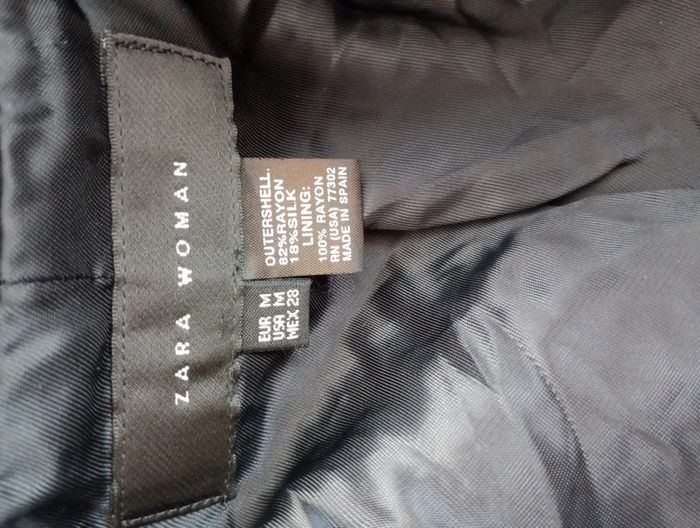 ZARA WOMAN
OUTERSHELL.
82%RAYON
18%SILK
LINING:
100% RAYON
RN (USA) 77302
MADE IN SPAIN
EUR M
USA M
MEX 28